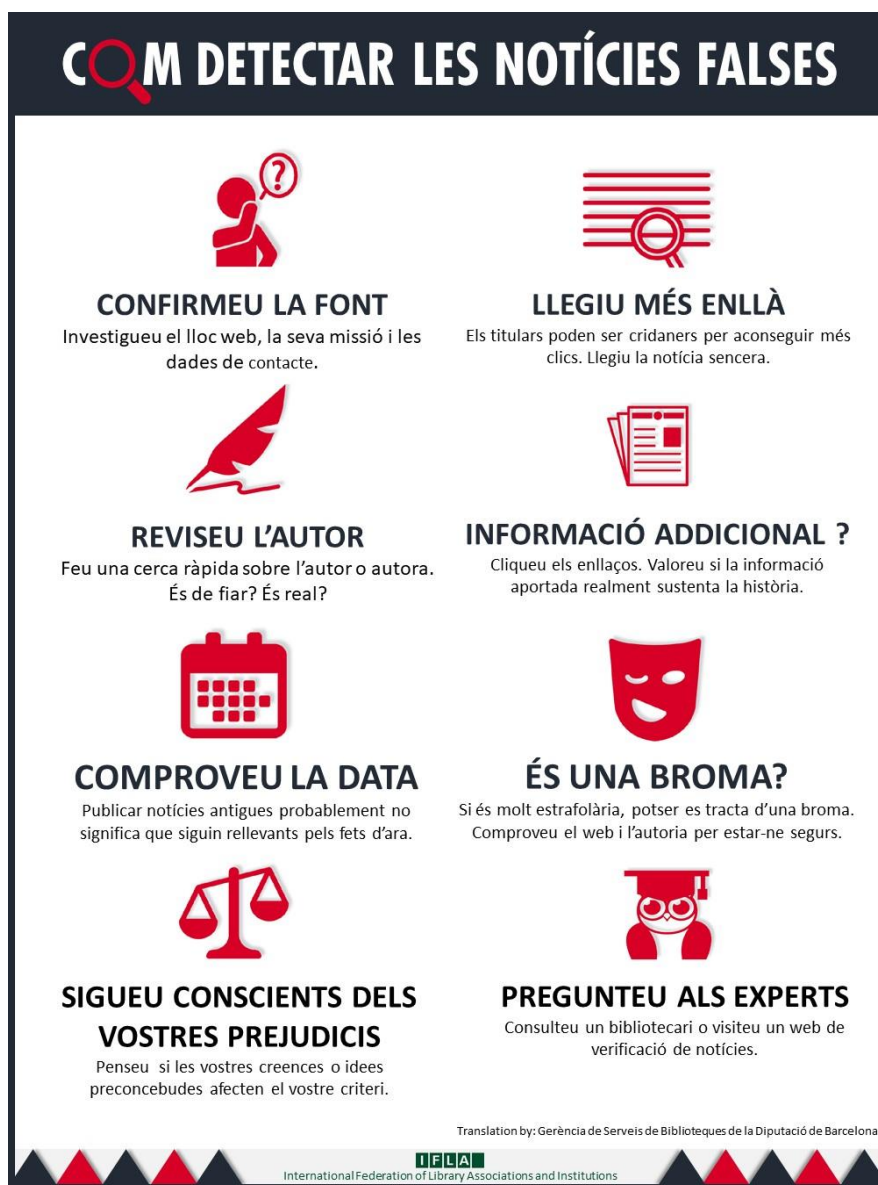 COM DETECTAR LES NOTÍCIES FALSES
?
CONFIRMEU LA FONT
Investigueu el lloc web, la seva missió i les
dades de contacte.
LLEGIU MÉS ENLLÀ
Els titulars poden ser cridaners per aconseguir més
clics. Llegiu la notícia sencera.
REVISEU L'AUTOR
Feu una cerca ràpida sobre l'autor o autora.
És de fiar? És real?
INFORMACIÓ ADDICIONAL ?
Cliqueu els enllaços. Valoreu si la informació
aportada realment sustenta la història.
COMPROVEU LA DATA
Publicar notícies antigues probablement no
significa que siguin rellevants pels fets d'ara.
ÉS UNA BROMA?
Si és molt estrafolària, potser es tracta d'una broma.
Comproveu el web i l'autoria per estar-ne segurs.
SIGUEU CONSCIENTS DELS
VOSTRES PREJUDICIS
Penseu si les vostres creences o idees
preconcebudes afecten el vostre criteri.
PREGUNTEU ALS EXPERTS
Consulteu un bibliotecari o visiteu un web de
verificació de notícies.
Translation by: Gerència de Serveis de Biblioteques de la Diputació de Barcelona
IFLA
International Federation of Library Associations and Institutions